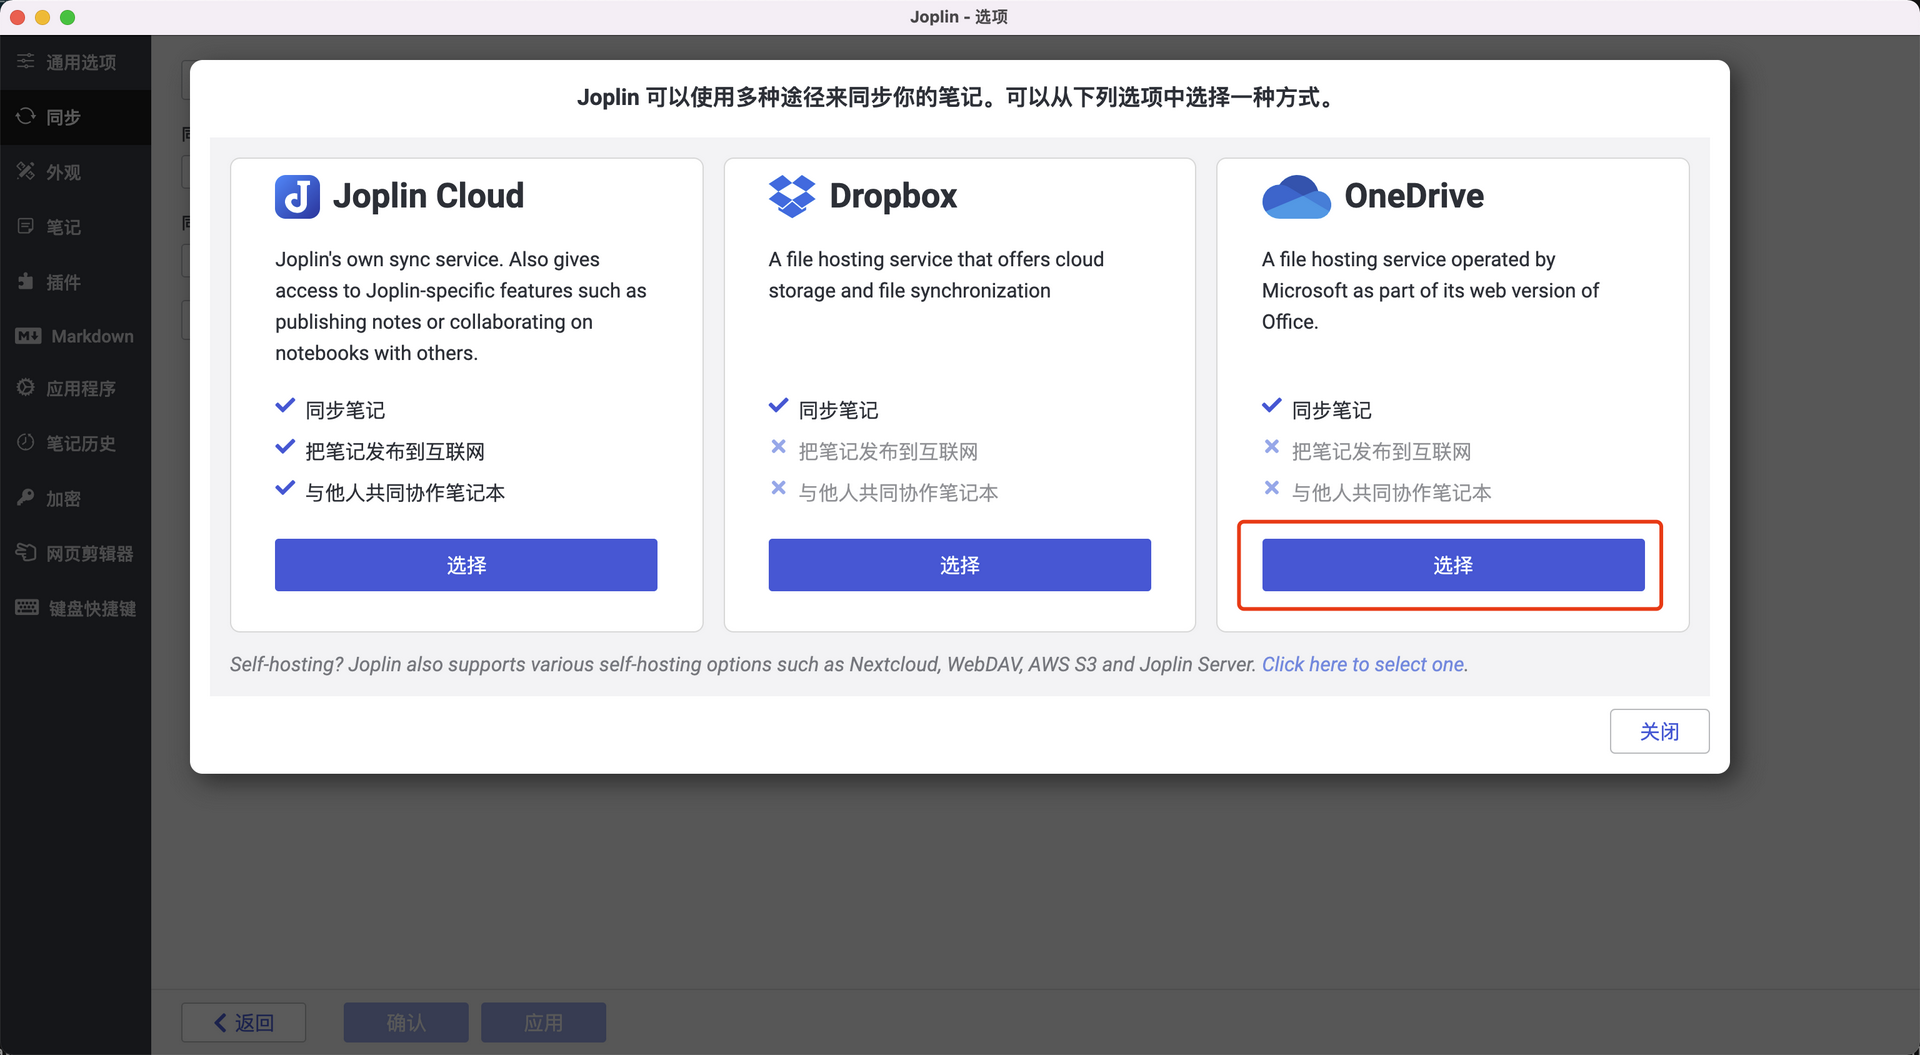 Joplin - 选项
通用选项
同步
外观
笔记
插件
Markdown
应用程序
笔记历史
加密
网页剪辑器
键盘快捷键
Joplin 可以使用多种途径来同步你的笔记。可以从下列选项中选择一种方式。
Joplin Cloud
Joplin's own sync service. Also gives
access to Joplin-specific features such as
publishing notes or collaborating on
notebooks with others.
同步笔记
把笔记发布到互联网
与他人共同协作笔记本
选择
Dropbox
A file hosting service that offers cloud
storage and file synchronization
同步笔记
把笔记发布到互联网
与他人共同协作笔记本
选择
OneDrive
A file hosting service operated by
Microsoft as part of its web version of
Office.
同步笔记
把笔记发布到互联网
与他人共同协作笔记本
选择
Self-hosting? Joplin also supports various self-hosting options such as Nextcloud, WebDAV, AWS S3 and Joplin Server. Click here to select one.
关闭
返回
确认
应用